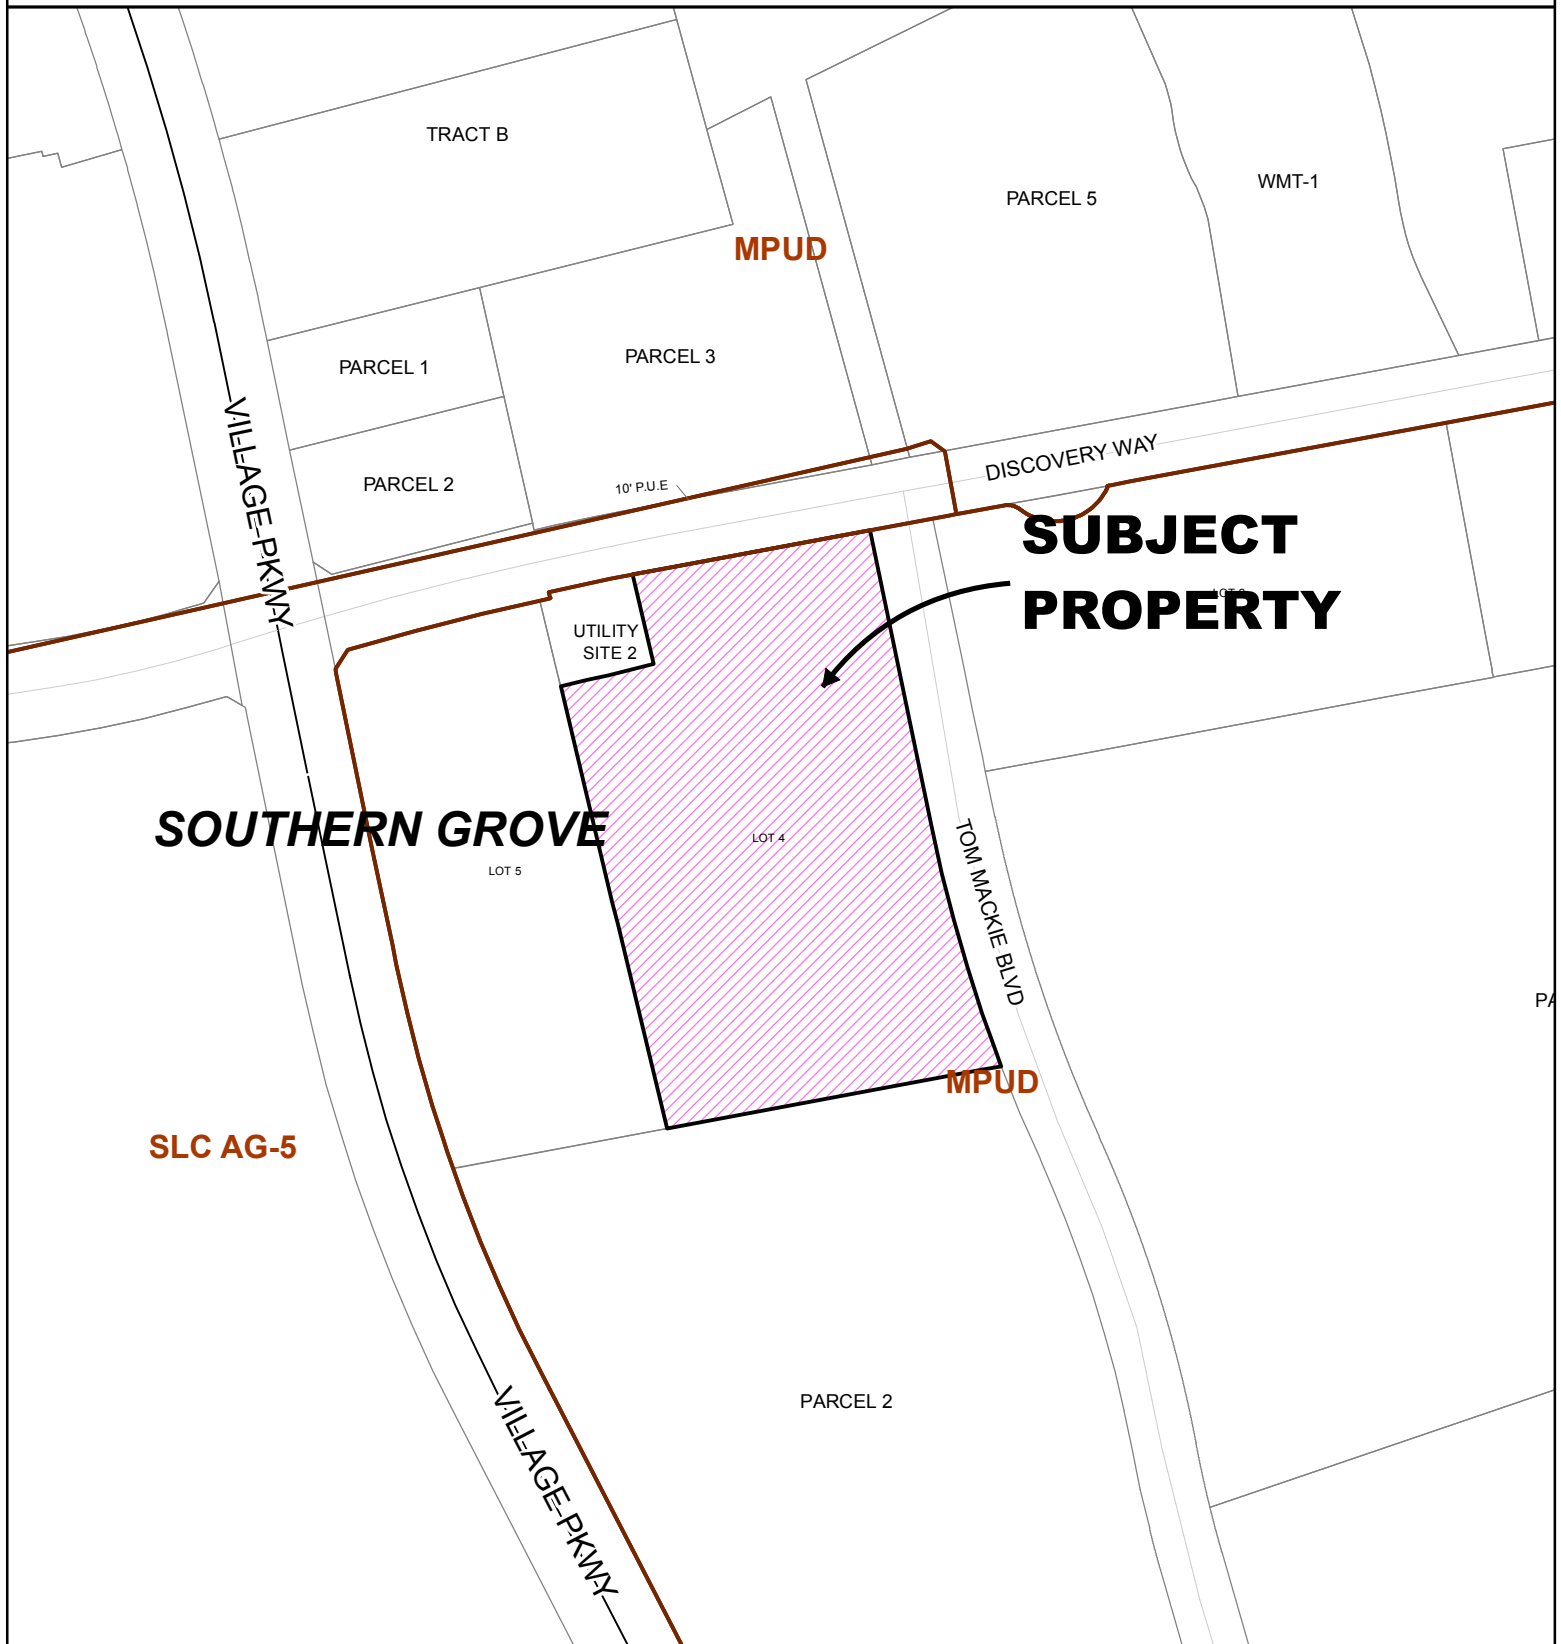 TRACT B
WMT-1
PARCEL 5
MPUD
PARCEL 3
PARCEL 1
DISCOVERY WAY
PARCEL 2
10' P.U.E
VILLAGE PKWY
SUBJECT
PROPERTY
UTILITY
SITE 2
SOUTHERN GROVE
LOT 4
LOT 5
TOM MACKIE BLVD
MPUD
SLC AG-5
PARCEL 2
VILLAGE PKWY